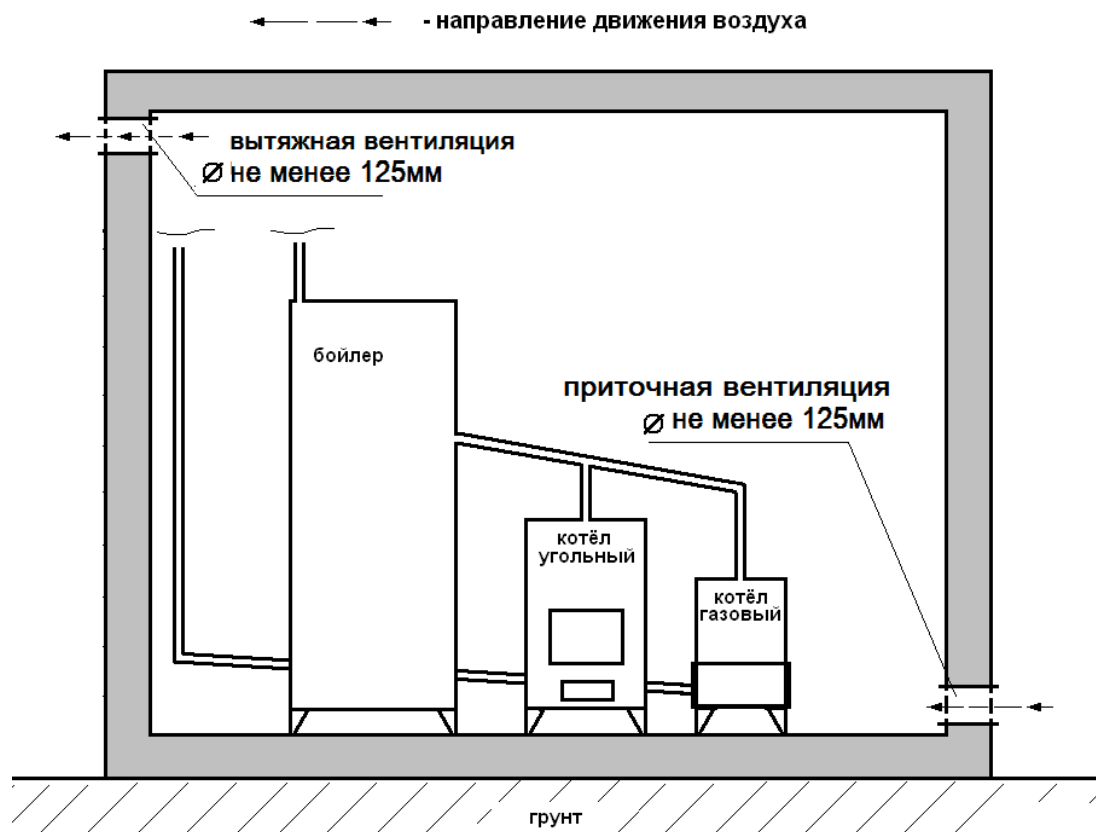 - направление движения воздуха
вытяжная вентиляция
⌀ не менее 125мм
бойлер
приточная вентиляция
⌀ не менее 125мм
котёл
угольный
котёл
газовый
грунт